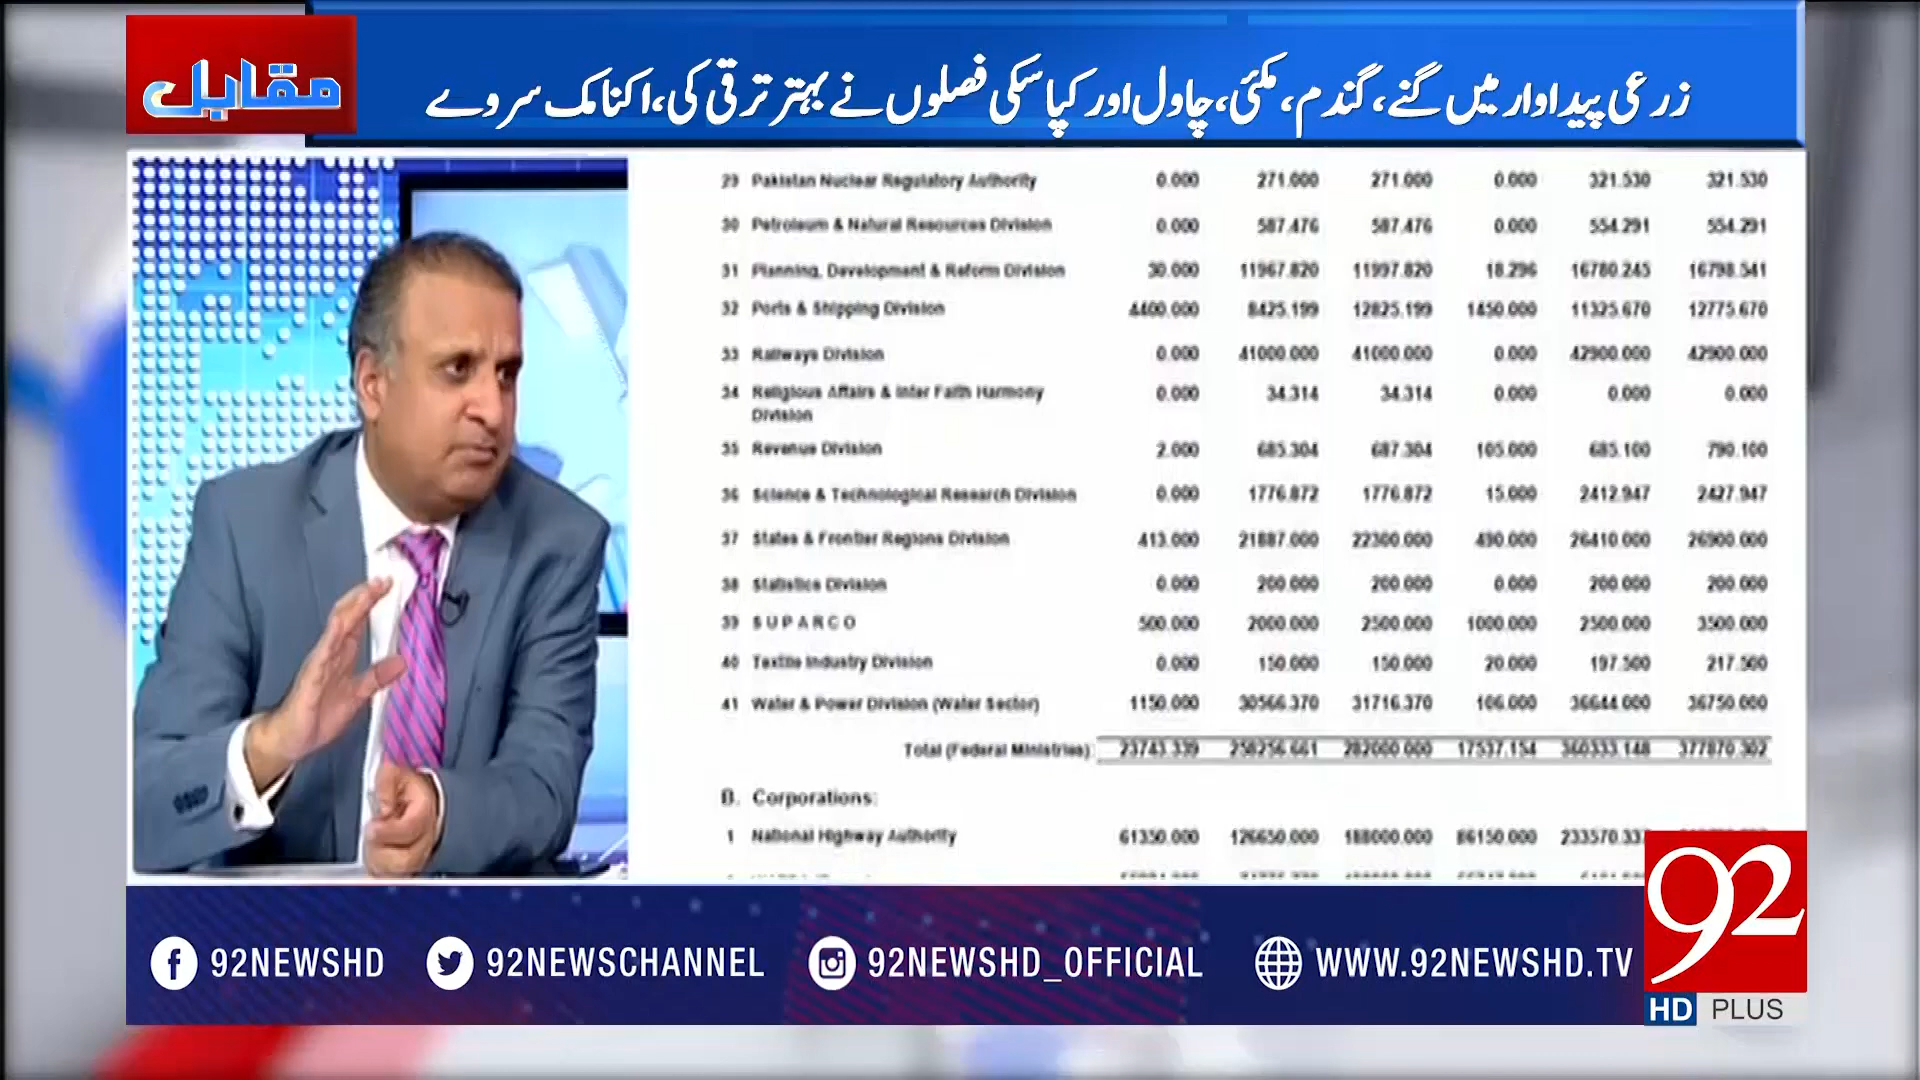 مقابل
زرعی پیداوار میں گنے، گندم، مکئی، چاول اور کپاسکی فصلوں نے بہتر ترقی کی، اکنامک سروے
29 Pakistan Nuclear Regulatory Authority 0.000 271.000 271.000 0.000 321.530 321.530
30 Petroleum & Natural Resources Division 0.000 587.476 587.476 0.000 554.291 554.291
31 Planning, Development & Reform Division 30.000 11967.820 11997.820 18.296 16780.245 16798.541
32 Ports & Shipping Division 4400.000 8425.199 12825.199 1450.000 11325.670 12775.670
33 Railways Division 0.000 41000.000 41000.000 0.000 42900.000 42900.000
34 Religious Affairs & Inter Faith Harmony 0.000 34.314 34.314 0.000 0.000 0.000
Division
35 Revenue Division 2.000 685.304 687.304 105.000 685.100 790.100
36 Science & Technological Research Division 0.000 1776.872 1776.872 15.000 2412.947 2427.947
37 States & Frontier Regions Division 413.000 21887.000 22300.000 490.000 26410.000 26900.000
38 Statistics Division 0.000 200.000 200.000 0.000 200.000 200.000
39 S U P A R C O 500.000 2000.000 2500.000 1000.000 2500.000 3500.000
40 Textile Industry Division 0.000 150.000 150.000 20.000 197.500 217.500
41 Water & Power Division (Water Sector) 1150.000 30566.370 31716.370 106.000 36644.000 36750.000
Total (Federal Ministries) 23743.339 258256.661 282000.000 17537.154 360333.148 377870.302
B. Corporations:
1 National Highway Authority 61350.000 126650.000 188000.000 86150.000
92NEWSHD 92NEWSCHANNEL 92NEWSHD_OFFICIAL WWW.92NEWSHD.TV
92
HD PLUS